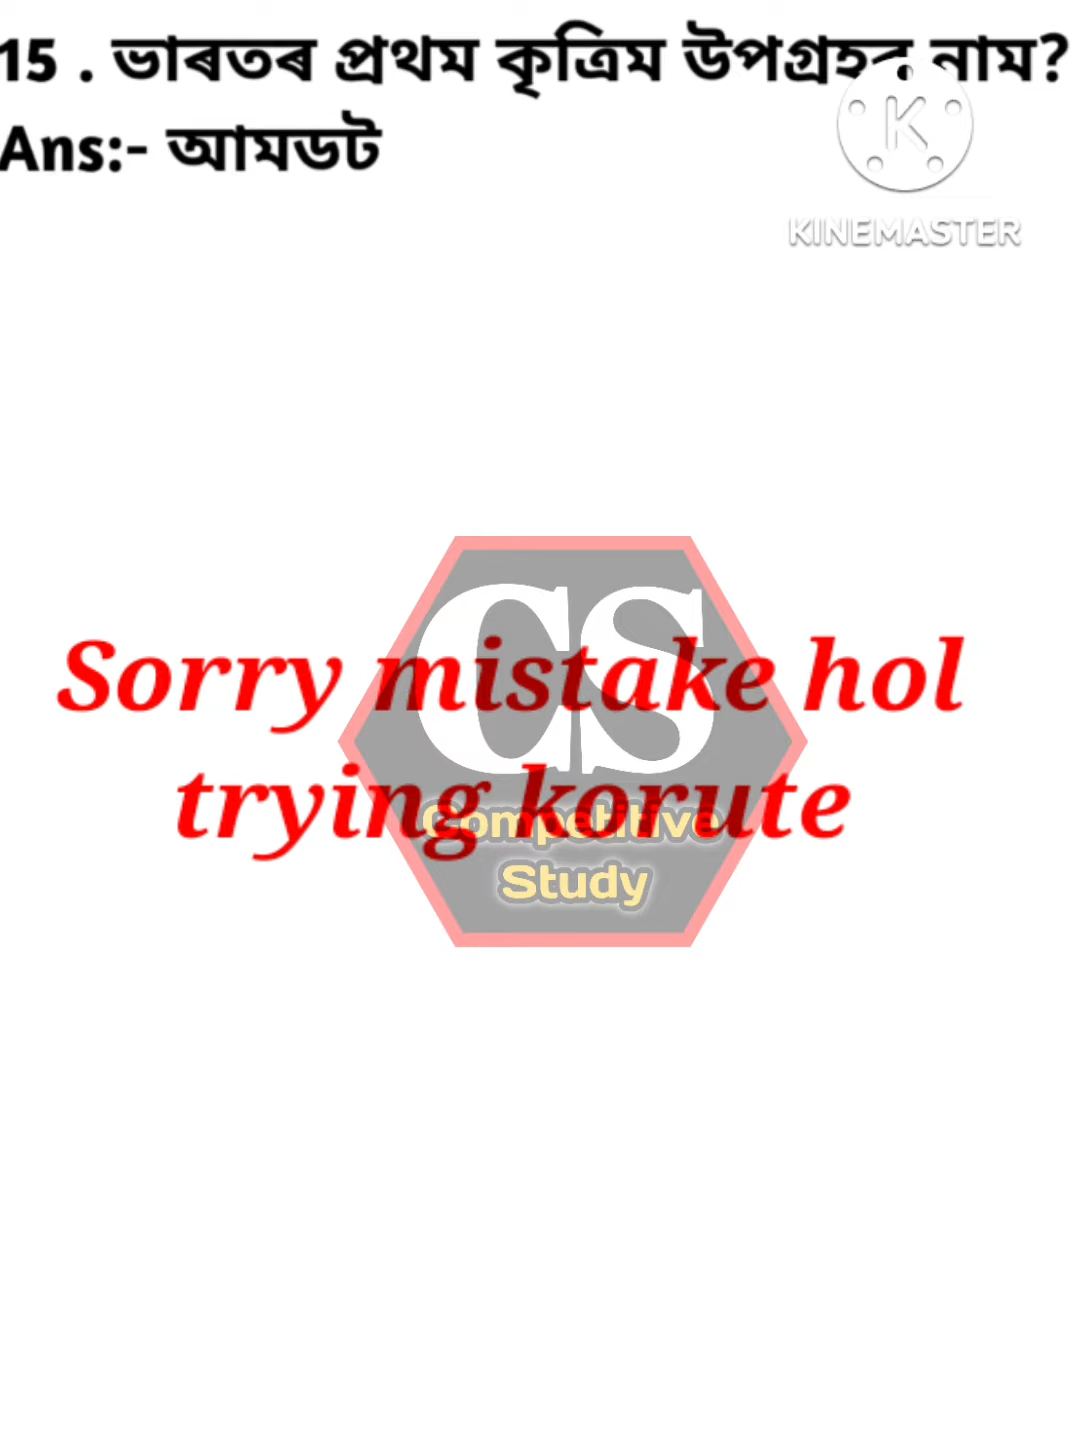 15 . ভাৰতৰ প্ৰথম কৃত্ৰিম উপগ্ৰহৰ নাম?
Ans:- আমডট
KINEMASTER
CS
Sorry mistake hol
trying korute
Competitive
Study